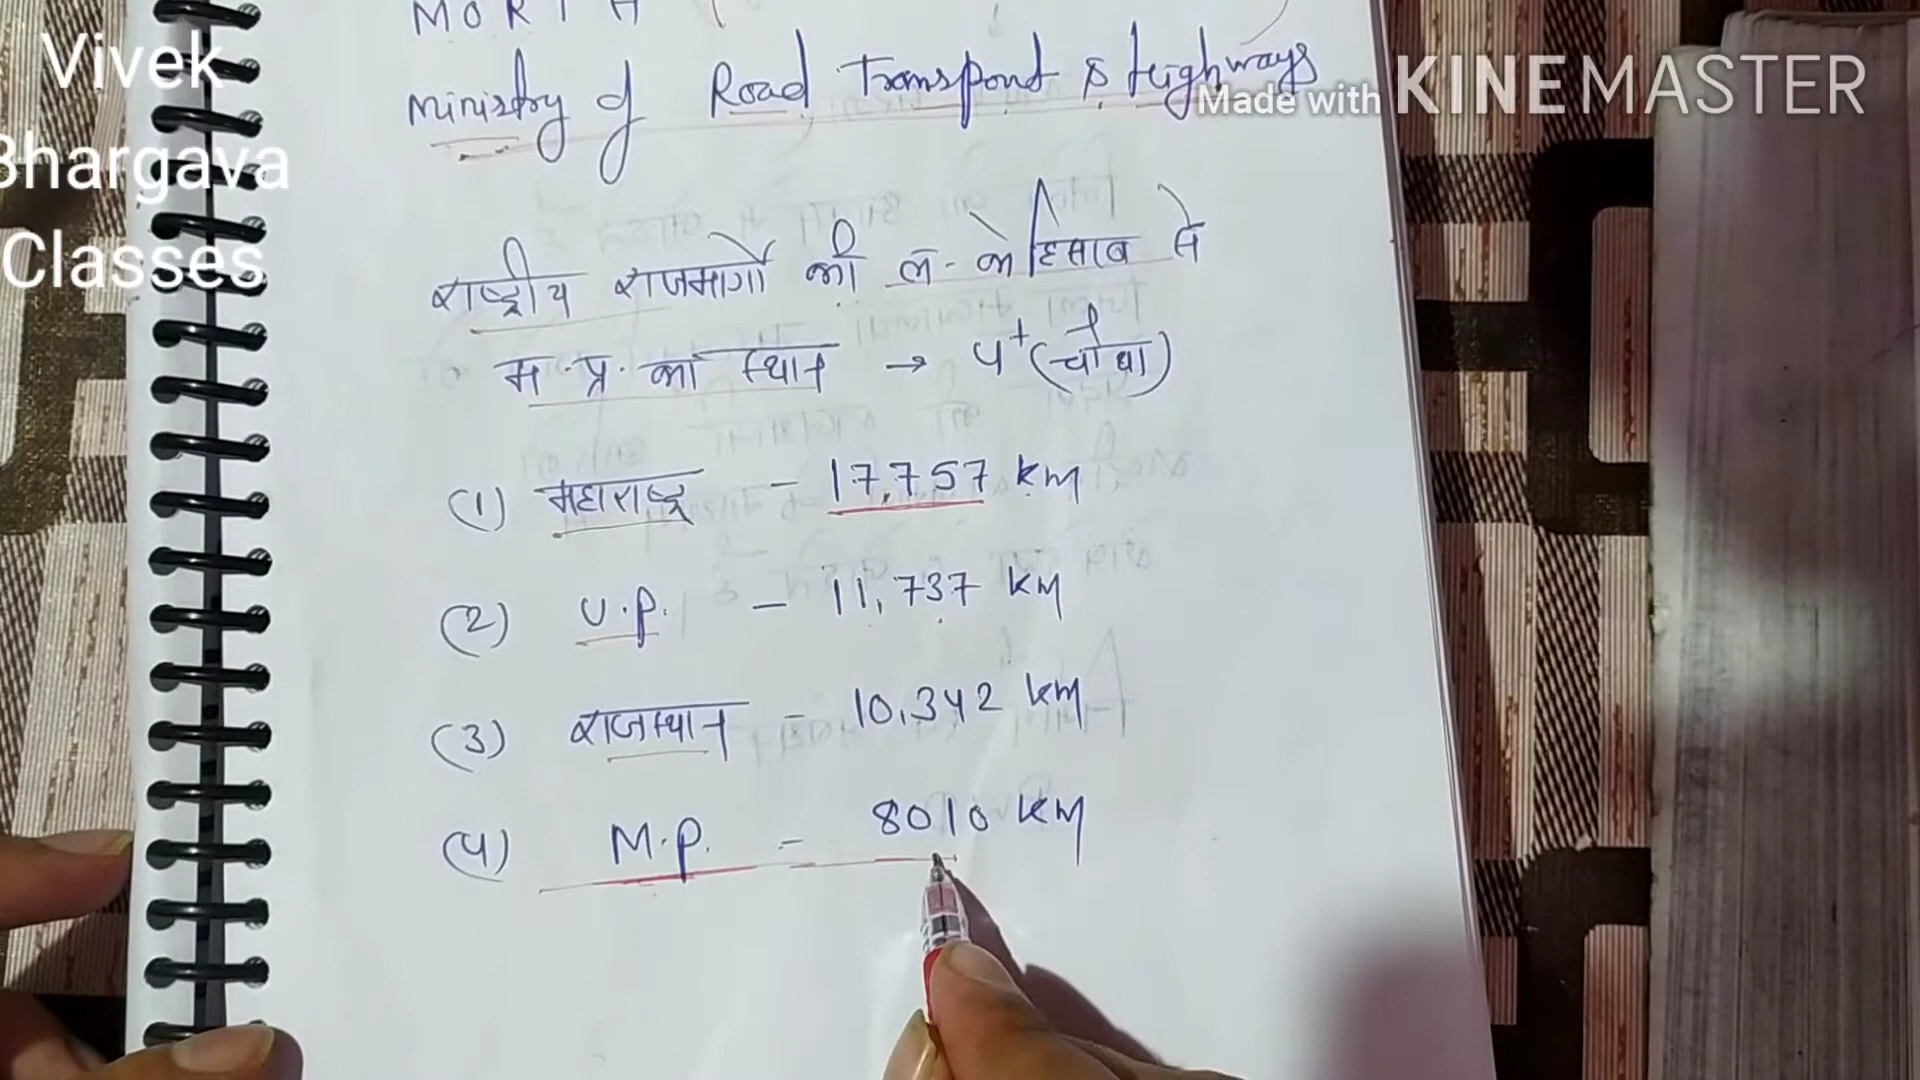 MORTH
Ministry of Road Transport & Highways
राष्ट्रीय राजमार्गो की ल. के हिसाब से
म.प्र. का स्थान → 4th (चौथा)
(1) महाराष्ट्र - 17,757 km
(2) U.P. - 11,737 km
(3) राजस्थान - 10,342 km
(4) M.P. - 8010 km
Vivek
Bhargava
Classes
Made with KINEMASTER